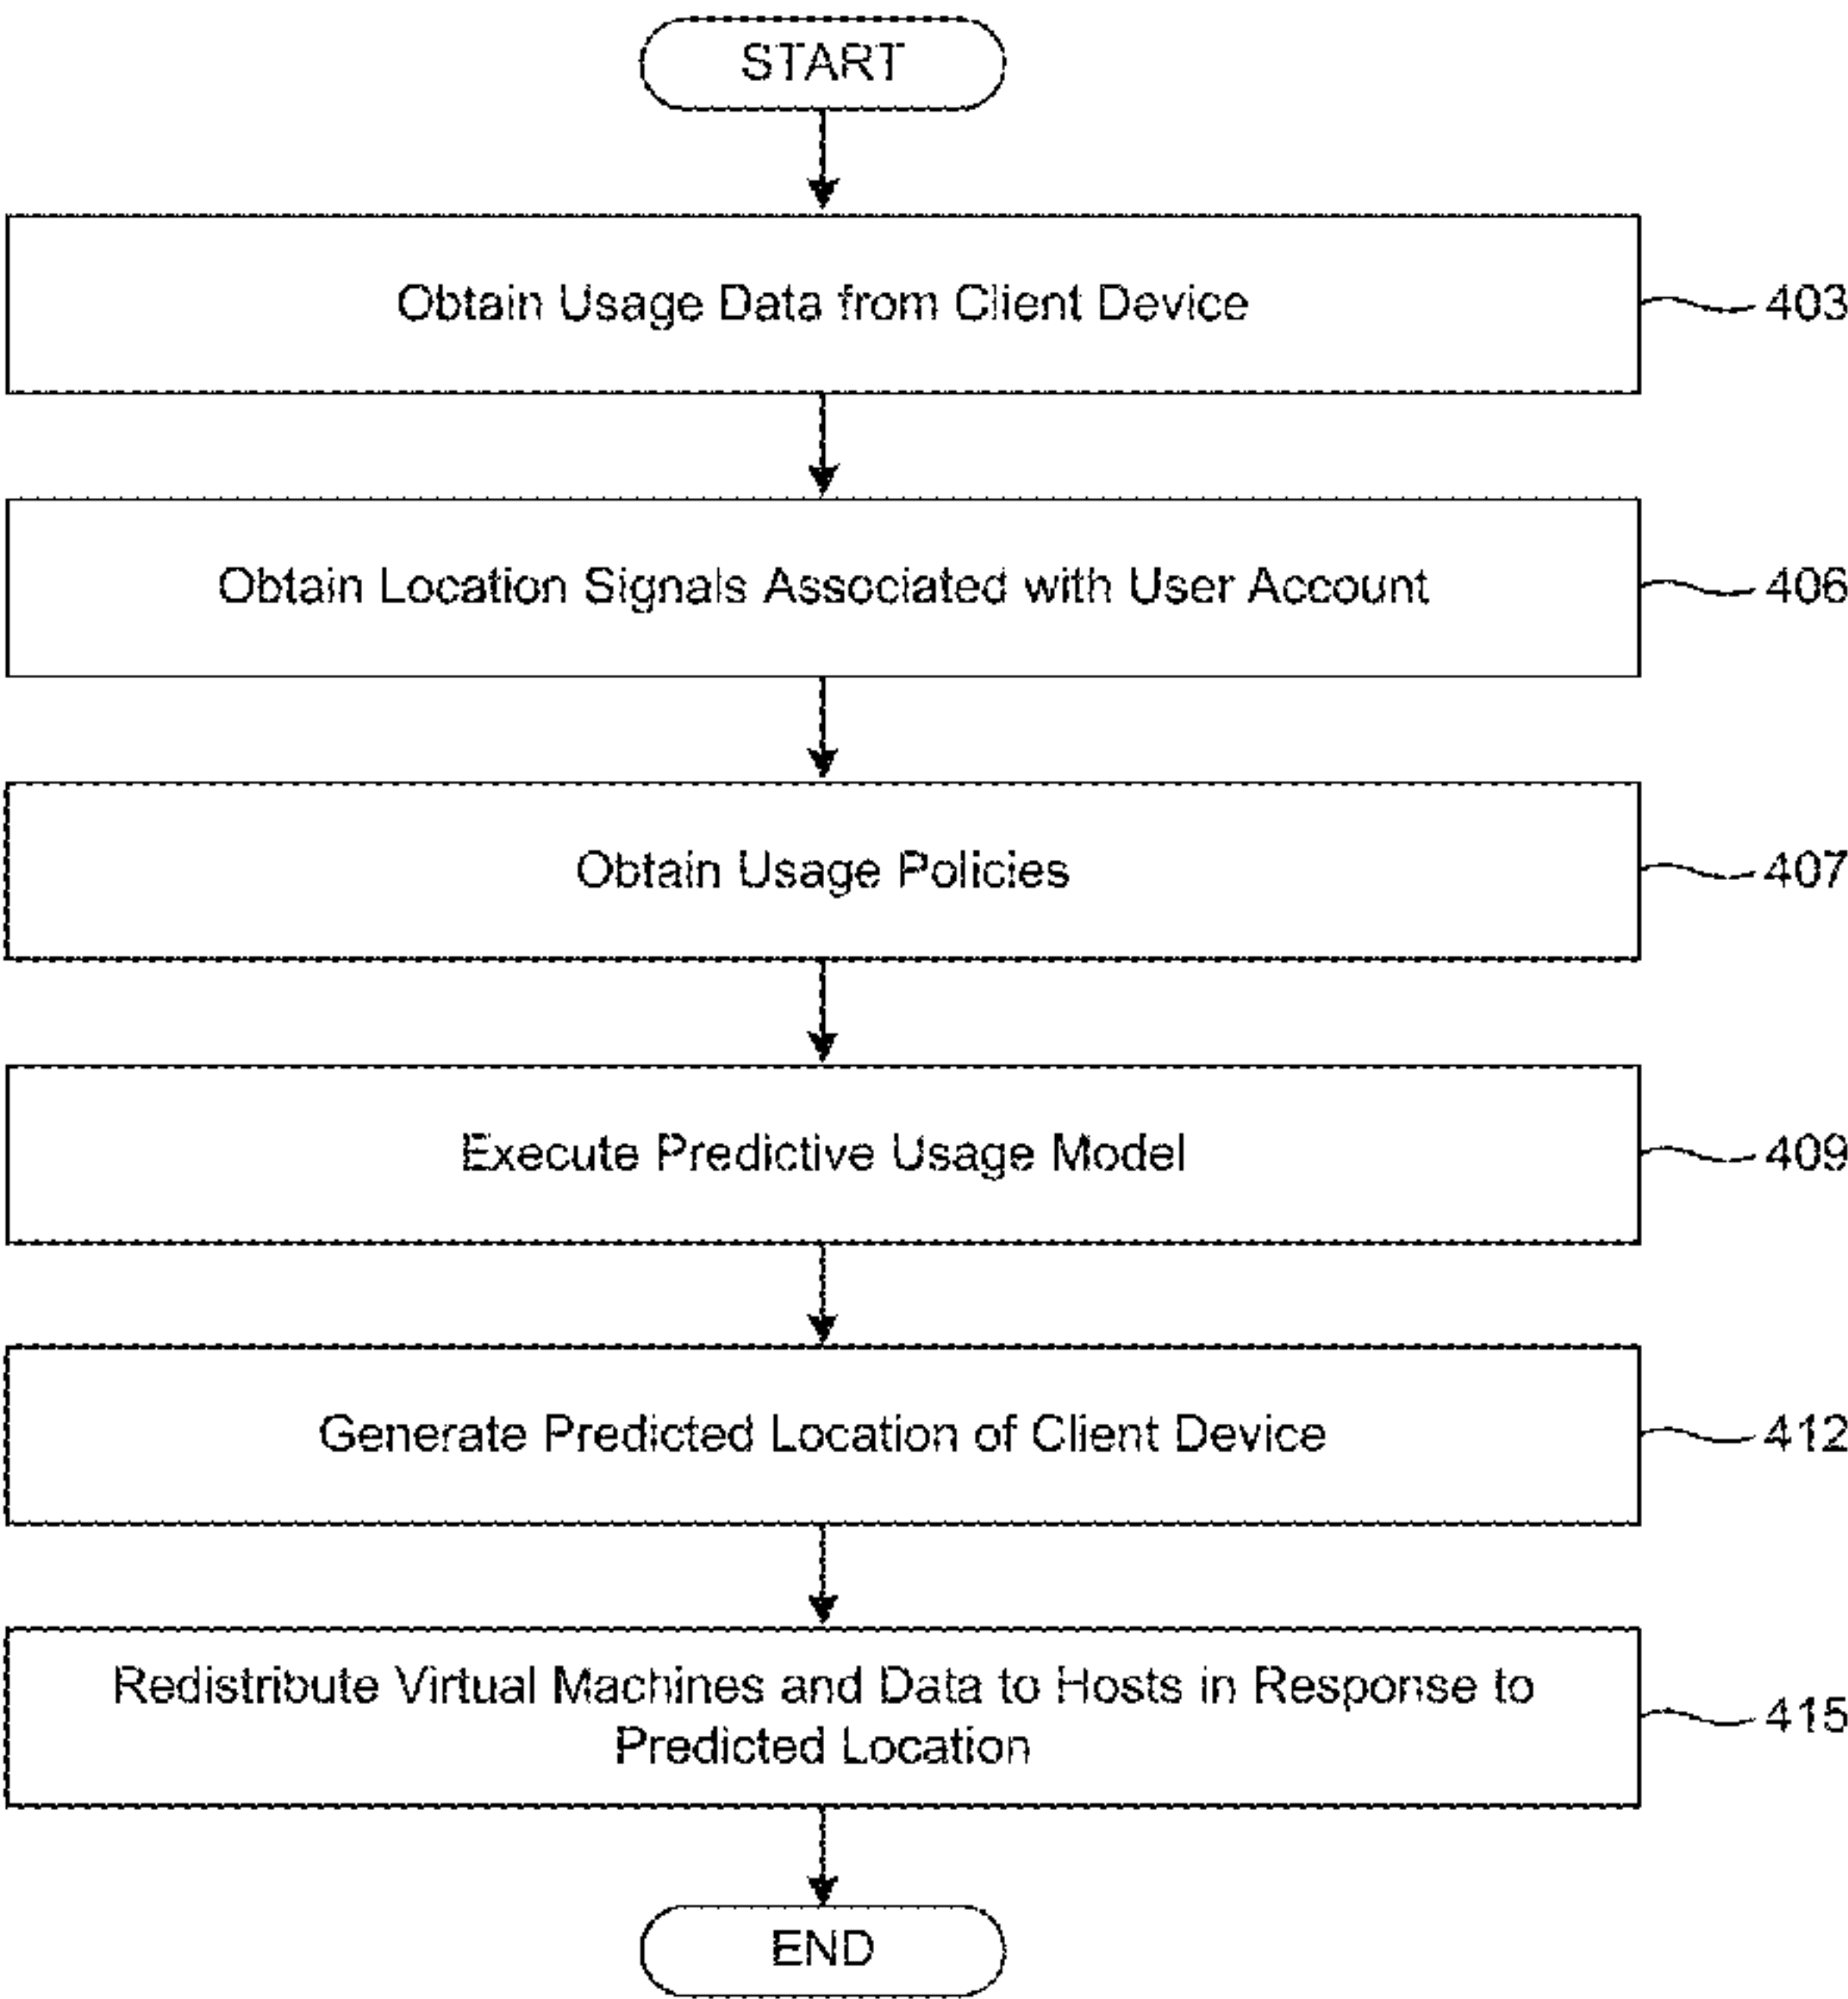 START
Obtain Usage Data from Client Device
403
Obtain Location Signals Associated with User Account
406
Obtain Usage Policies
407
Execute Predictive Usage Model
409
Generate Predicted Location of Client Device
412
Redistribute Virtual Machines and Data to Hosts in Response to
Predicted Location
415
END